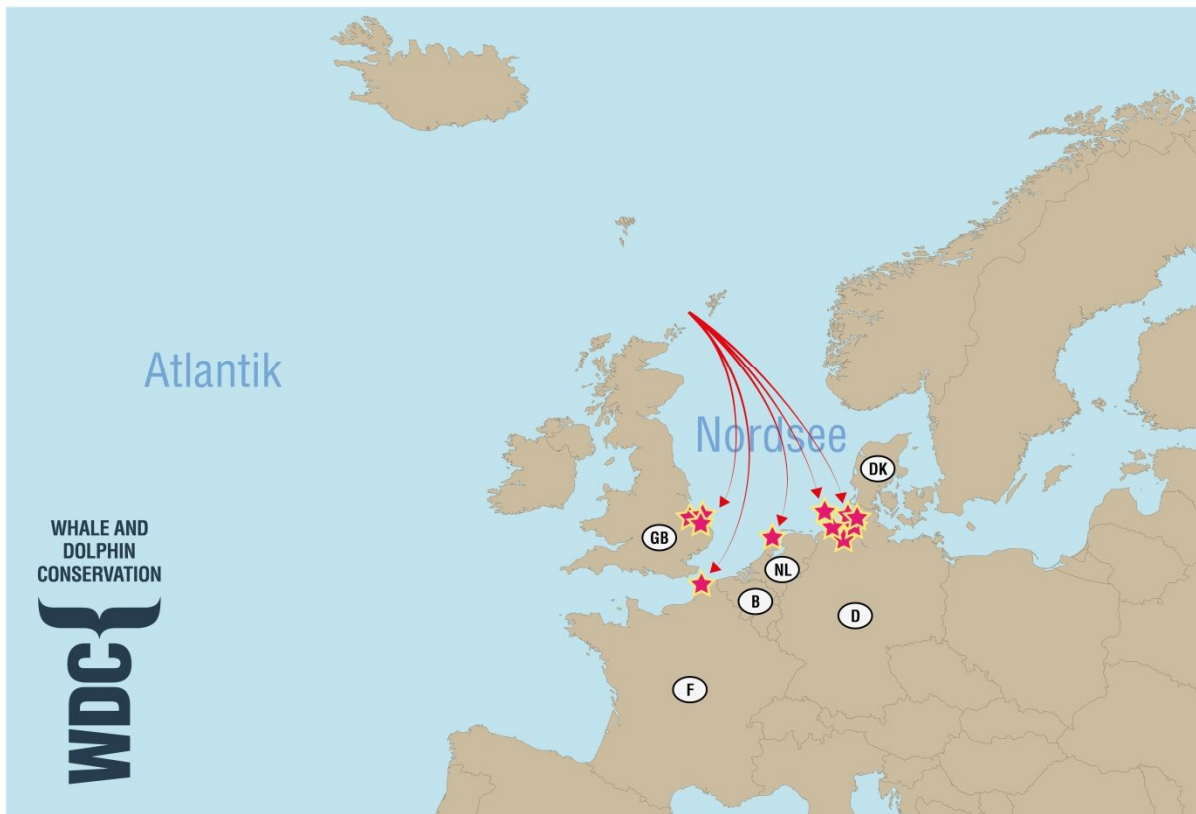 Atlantik
Nordsee
DK
GB
NL
B
D
F
WHALE AND
DOLPHIN
CONSERVATION
WDC